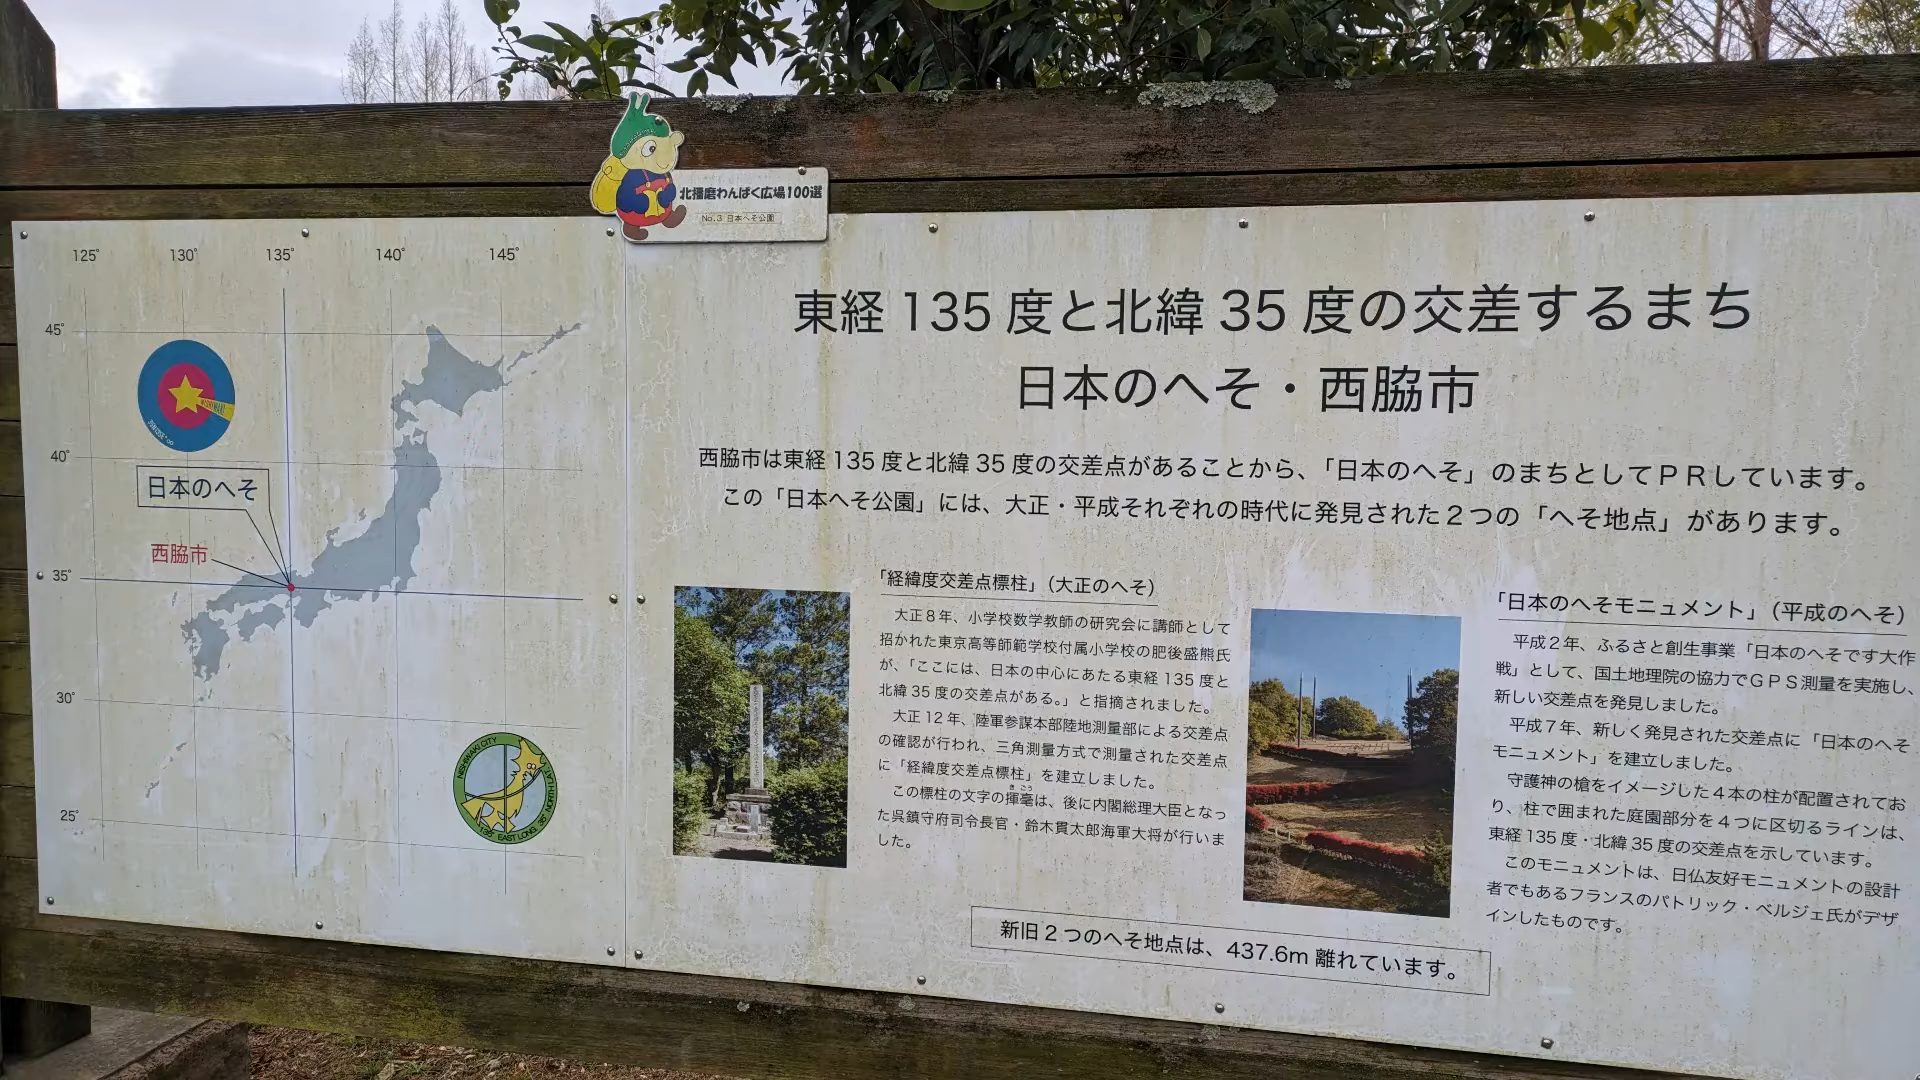 北播磨わんぱく広場100選
No.3 日本へそ公園
125°
130°
135°
140°
145°
45°
40°
35°
30°
25°
NISHIWAKI
日本のへそ
西脇市
NISHIWAKI CITY
135° EAST LONG. 35°
東経135度と北緯35度の交差するまち
日本のへそ・西脇市
西脇市は東経135度と北緯35度の交差点があることから、「日本のへそ」のまちとしてＰＲしています。
この「日本へそ公園」には、大正・平成それぞれの時代に発見された２つの「へそ地点」があります。
「経緯度交差点標柱」（大正のへそ）
大正８年、小学校数学教師の研究会に講師として
招かれた東京高等師範学校付属小学校の肥後盛熊氏
が、「ここには、日本の中心にあたる東経135度と
北緯35度の交差点がある。」と指摘されました。
大正12年、陸軍参謀本部陸地測量部による交差点
の確認が行われ、三角測量方式で測量された交差点
に「経緯度交差点標柱」を建立しました。
きごう
この標柱の文字の揮毫は、後に内閣総理大臣となっ
た呉鎮守府司令長官・鈴木貫太郎海軍大将が行いま
した。
「日本のへそモニュメント」（平成のへそ）
平成２年、ふるさと創生事業「日本のへそです大作
戦」として、国土地理院の協力でＧＰＳ測量を実施し、
新しい交差点を発見しました。
平成７年、新しく発見された交差点に「日本のへそ
モニュメント」を建立しました。
守護神の槍をイメージした４本の柱が配置されてお
り、柱で囲まれた庭園部分を４つに区切るラインは、
東経135度・北緯35度の交差点を示しています。
このモニュメントは、日仏友好モニュメントの設計
者でもあるフランスのパトリック・ベルジェ氏がデザ
インしたものです。
新旧２つのへそ地点は、437.6m離れています。